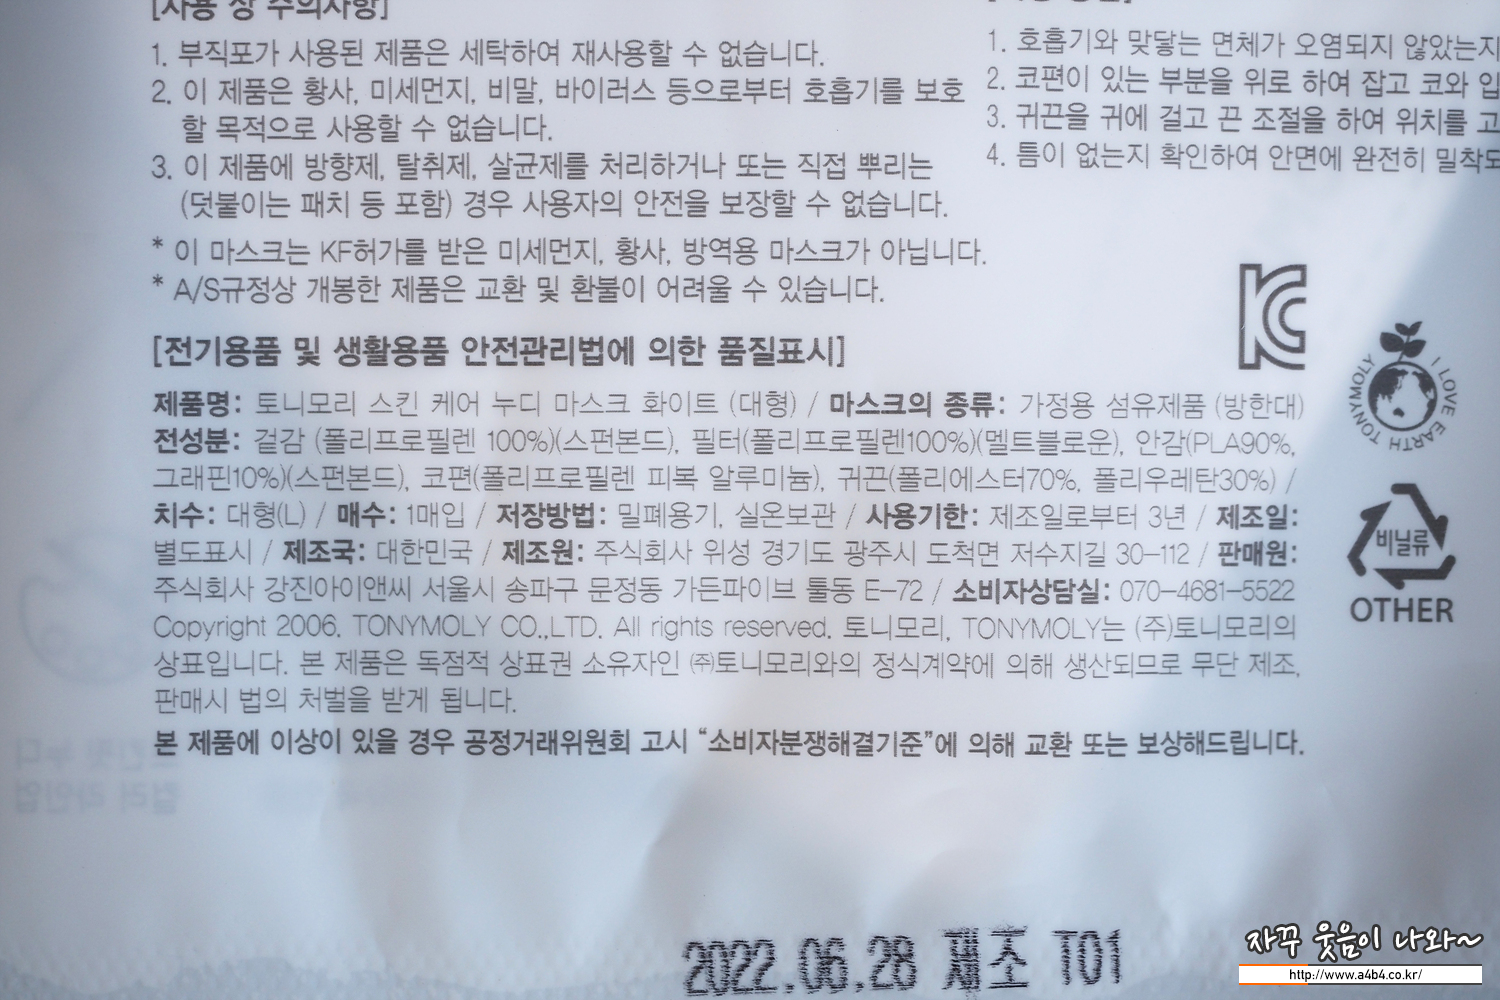 [사용 상 주의사항]
1. 부직포가 사용된 제품은 세탁하여 재사용할 수 없습니다.
2. 이 제품은 황사, 미세먼지, 비말, 바이러스 등으로부터 호흡기를 보호
할 목적으로 사용할 수 없습니다.
3. 이 제품에 방향제, 탈취제, 살균제를 처리하거나 또는 직접 뿌리는
(덧붙이는 패치 등 포함) 경우 사용자의 안전을 보장할 수 없습니다.
* 이 마스크는 KF허가를 받은 미세먼지, 황사, 방역용 마스크가 아닙니다.
* A/S규정상 개봉한 제품은 교환 및 환불이 어려울 수 있습니다.
1. 호흡기와 맞닿는 면체가 오염되지 않았는지
2. 코편이 있는 부분을 위로 하여 잡고 코와 입
3. 귀끈을 귀에 걸고 끈 조절을 하여 위치를 고
4. 틈이 없는지 확인하여 안면에 완전히 밀착되
[전기용품 및 생활용품 안전관리법에 의한 품질표시]
제품명: 토니모리 스킨 케어 누디 마스크 화이트 (대형) / 마스크의 종류: 가정용 섬유제품 (방한대)
전성분: 겉감 (폴리프로필렌 100%)(스펀본드), 필터(폴리프로필렌100%)(멜트블로운), 안감(PLA90%,
그래핀10%)(스펀본드), 코편(폴리프로필렌 피복 알루미늄), 귀끈(폴리에스터70%, 폴리우레탄30%) /
치수: 대형(L) / 매수: 1매입 / 저장방법: 밀폐용기, 실온보관 / 사용기한: 제조일로부터 3년 / 제조일:
별도표시 / 제조국: 대한민국 / 제조원: 주식회사 위성 경기도 광주시 도척면 저수지길 30-112 / 판매원:
주식회사 강진아이앤씨 서울시 송파구 문정동 가든파이브 툴동 E-72 / 소비자상담실: 070-4681-5522
Copyright 2006. TONYMOLY CO.,LTD. All rights reserved. 토니모리, TONYMOLY는 (주)토니모리의
상표입니다. 본 제품은 독점적 상표권 소유자인 ㈜토니모리와의 정식계약에 의해 생산되므로 무단 제조,
판매시 법의 처벌을 받게 됩니다.
본 제품에 이상이 있을 경우 공정거래위원회 고시 “소비자분쟁해결기준”에 의해 교환 또는 보상해드립니다.
I LOVE EARTH TONYMOLY
비닐류
OTHER
2022.06.28 제조 T01
자꾸 웃음이 나와~
http://www.a4b4.co.kr/